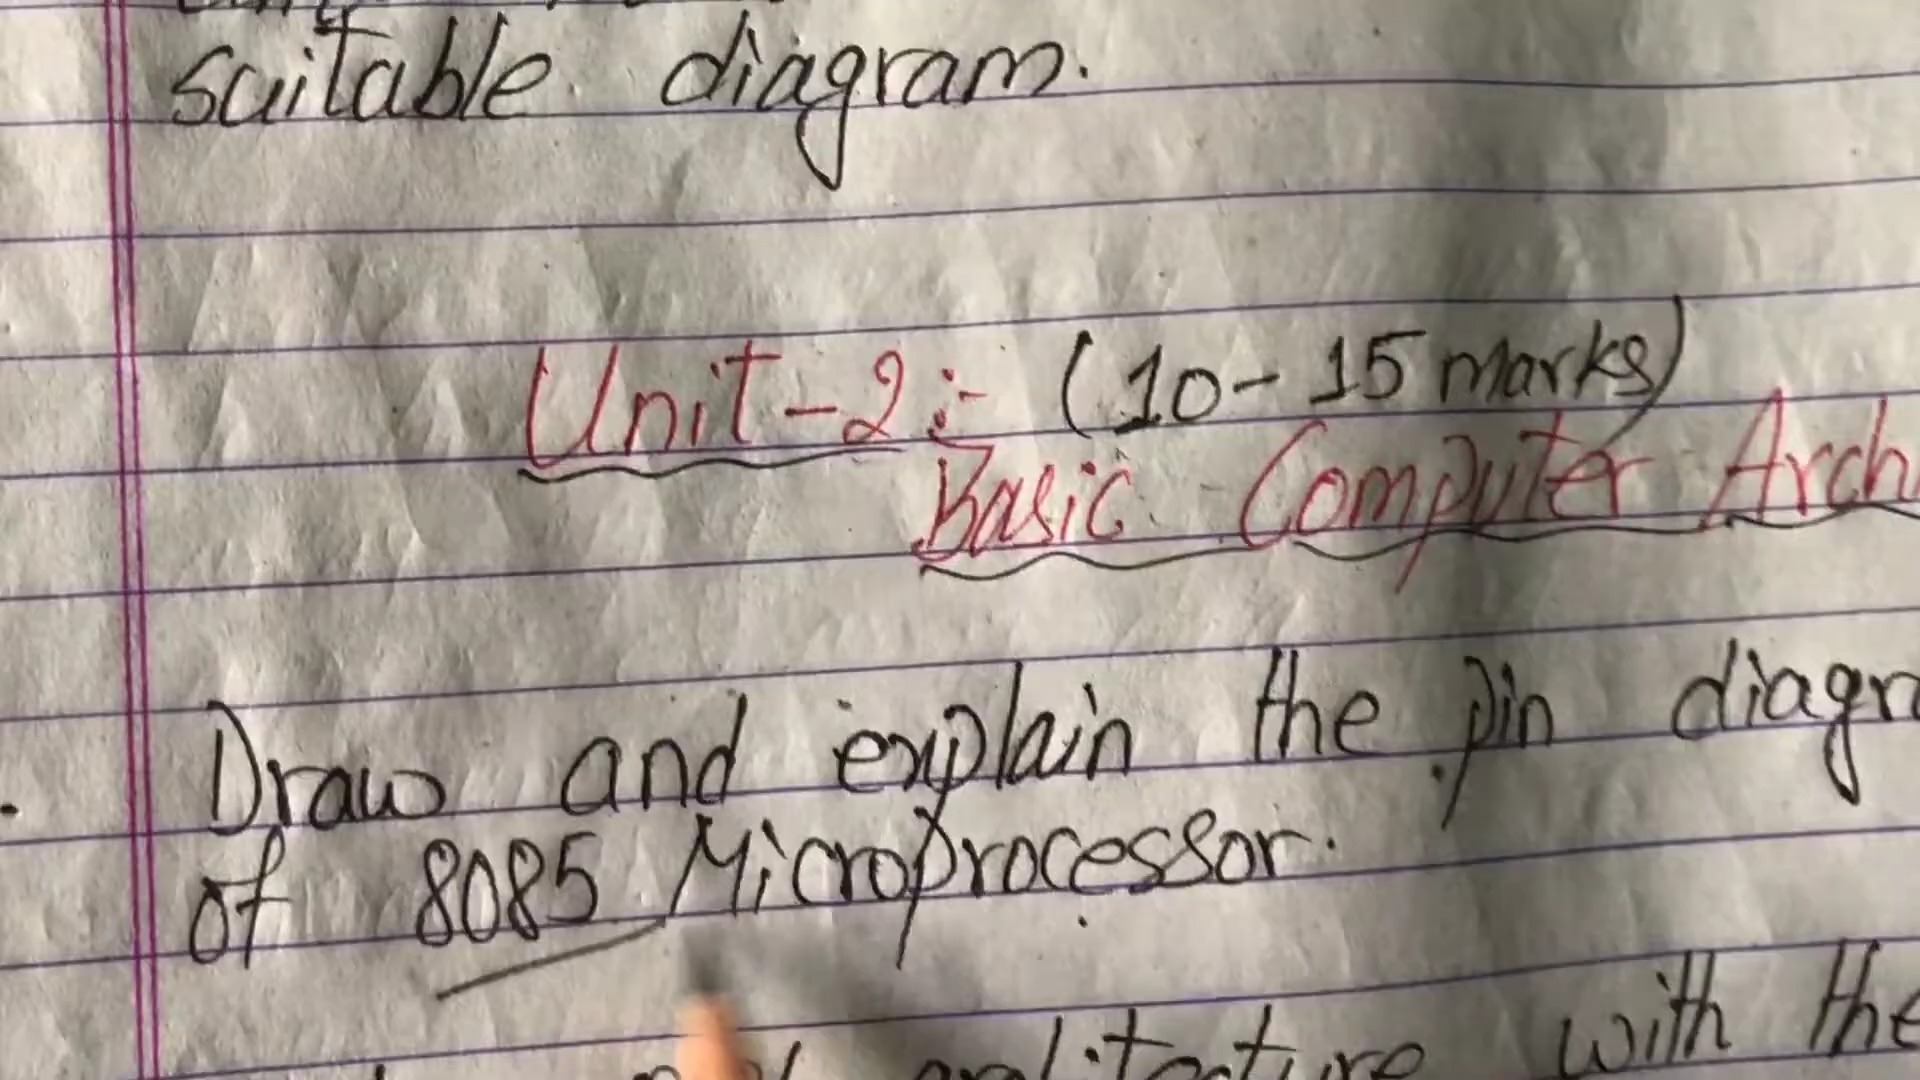 suitable diagram.
Unit-2:- (10-15 marks)
Basic Computer Arch
Draw and explain the pin diagr
of 8085 Microprocessor.
with the